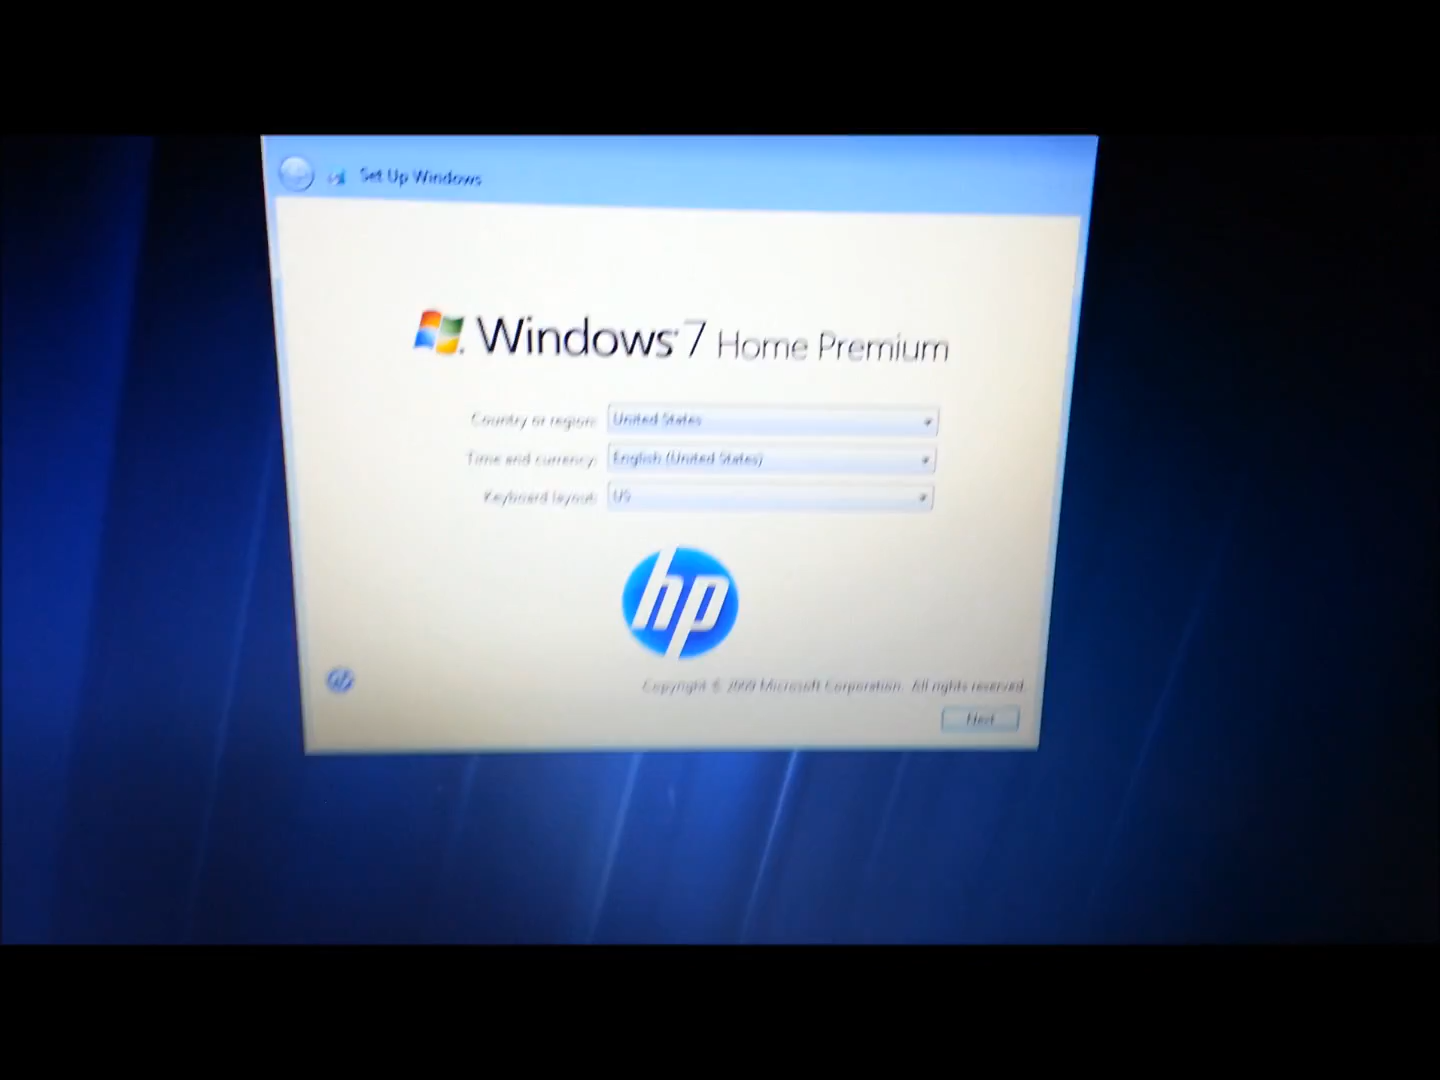 Set Up Windows
Windows 7 Home Premium
Country or region: United States
Time and currency: English (United States)
Keyboard layout: US
hp
Copyright © 2009 Microsoft Corporation. All rights reserved.
Next